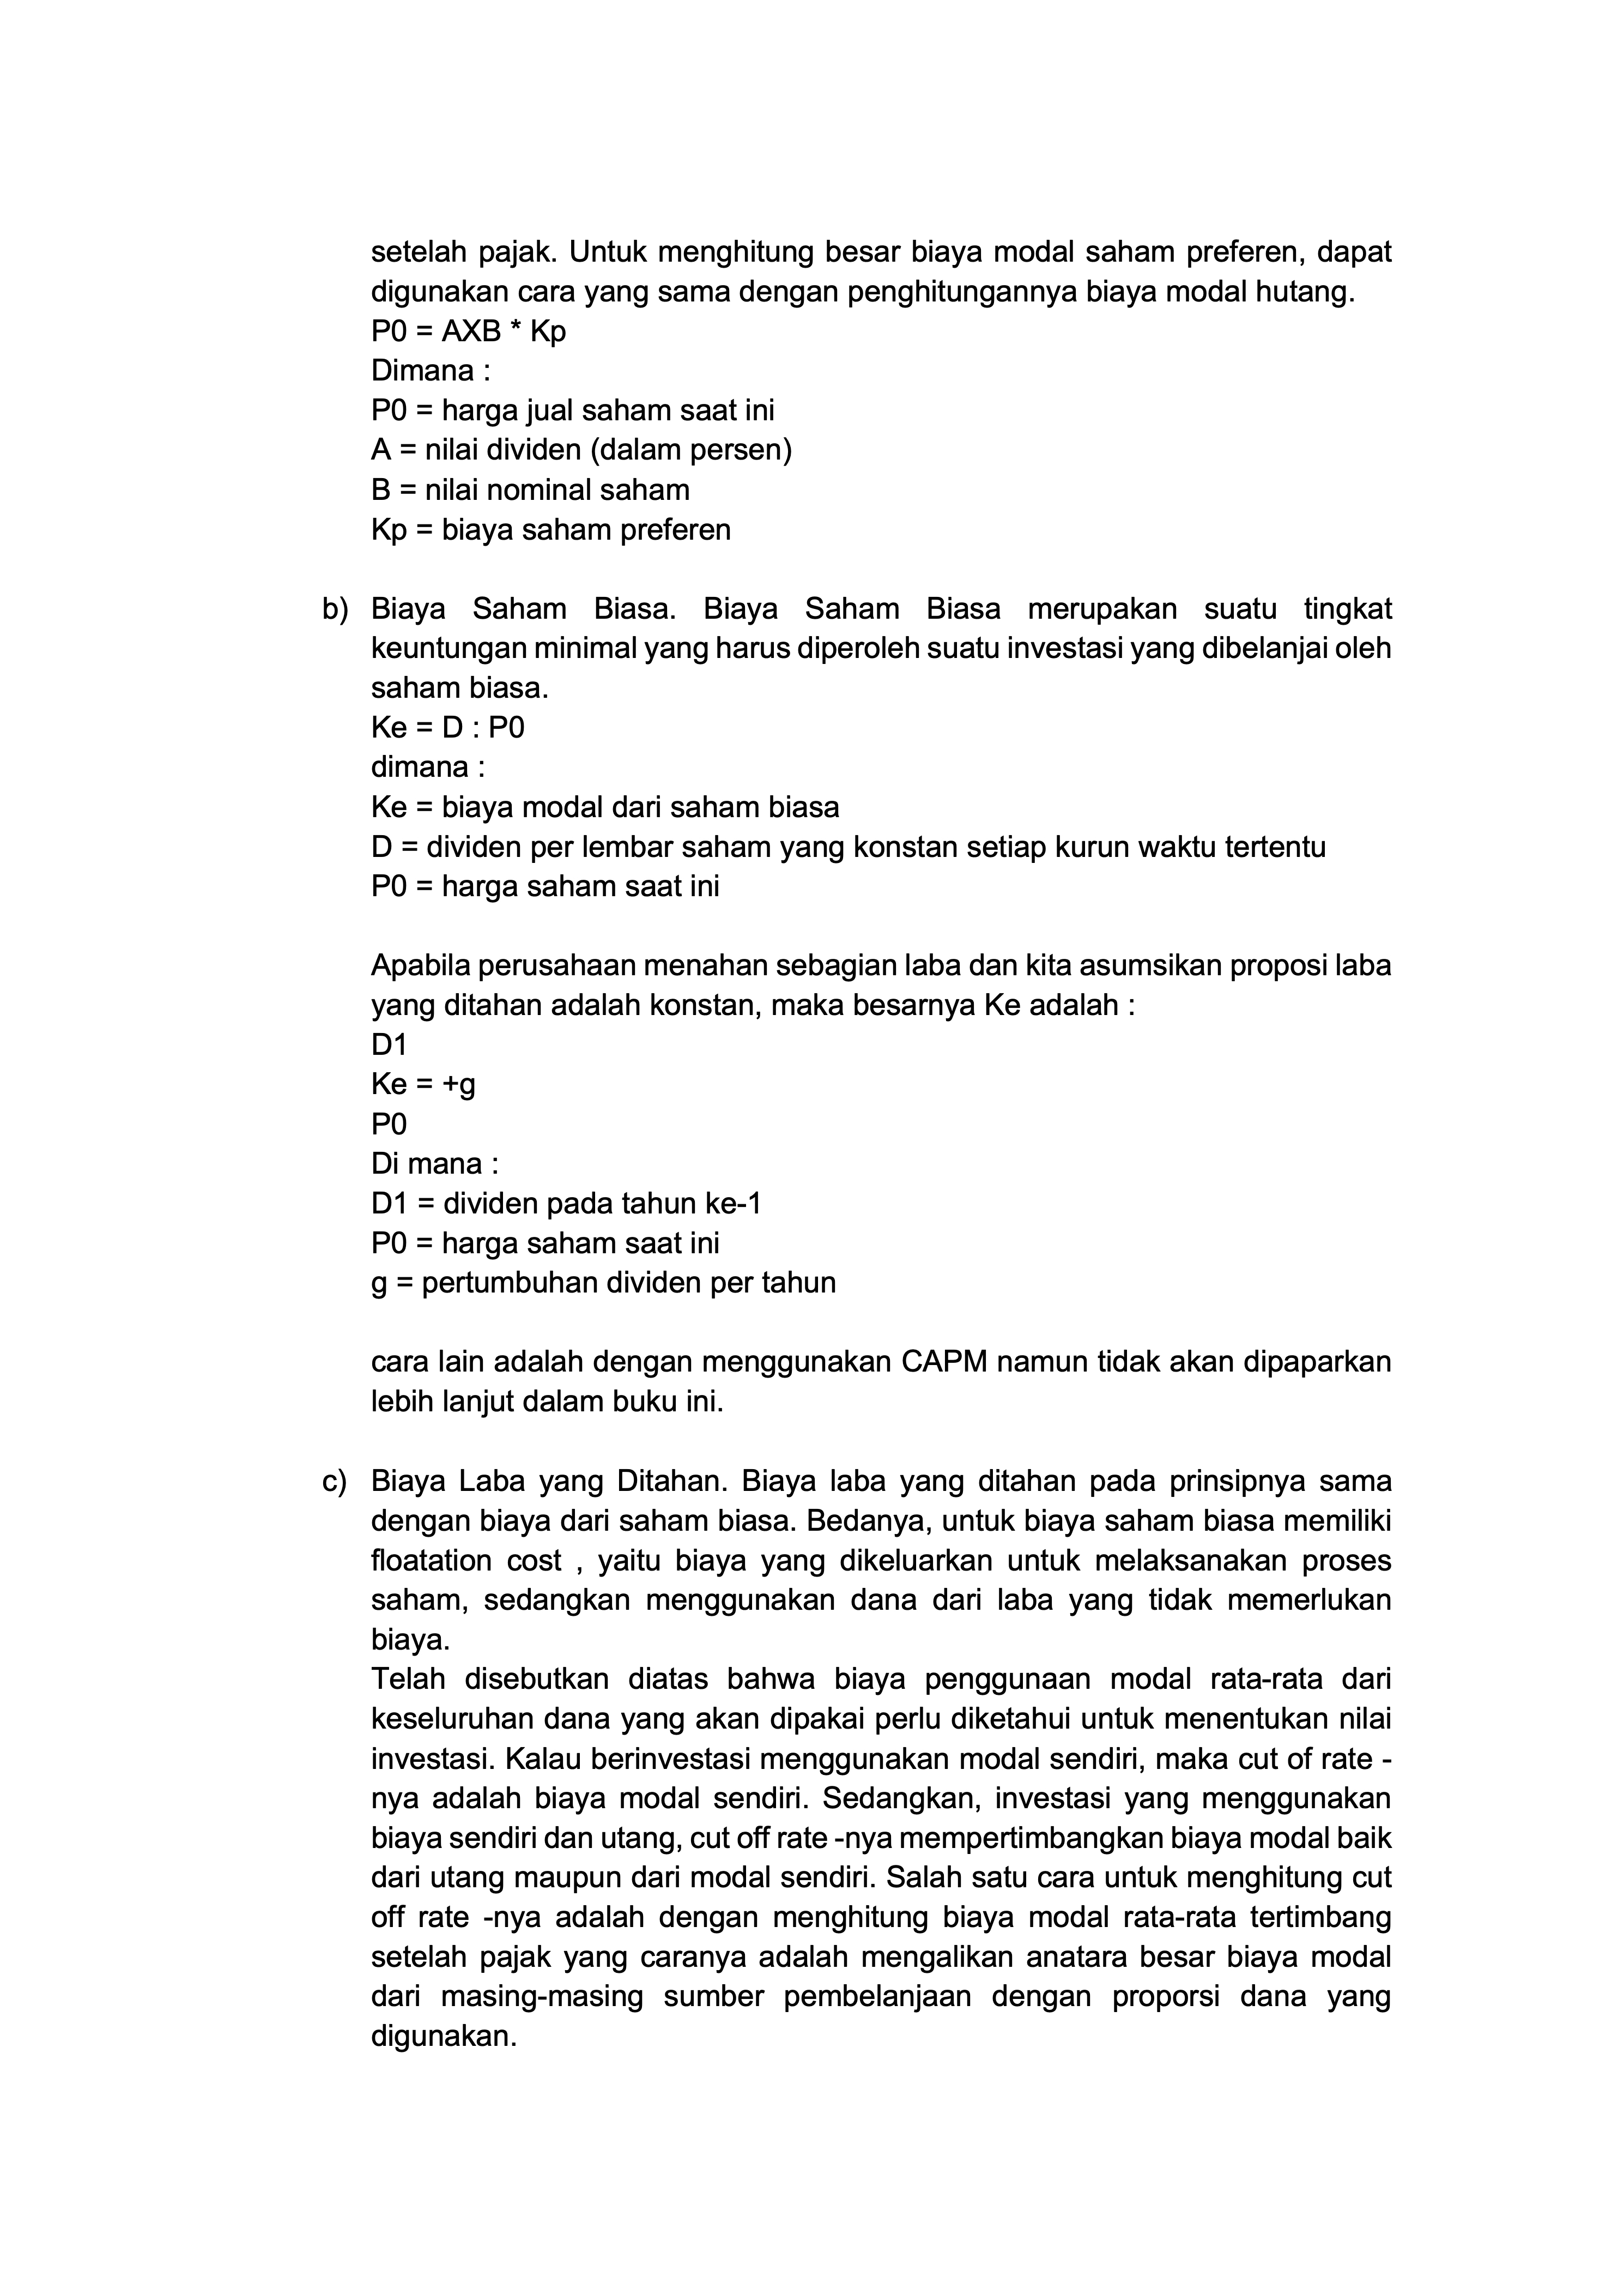 setelah pajak. Untuk menghitung besar biaya modal saham preferen, dapat
digunakan cara yang sama dengan penghitungannya biaya modal hutang.
P0 = AXB * Kp
Dimana :
P0 = harga jual saham saat ini
A = nilai dividen (dalam persen)
B = nilai nominal saham
Kp = biaya saham preferen
b) Biaya Saham Biasa. Biaya Saham Biasa merupakan suatu tingkat
keuntungan minimal yang harus diperoleh suatu investasi yang dibelanjai oleh
saham biasa.
Ke = D : P0
dimana :
Ke = biaya modal dari saham biasa
D = dividen per lembar saham yang konstan setiap kurun waktu tertentu
P0 = harga saham saat ini
Apabila perusahaan menahan sebagian laba dan kita asumsikan proposi laba
yang ditahan adalah konstan, maka besarnya Ke adalah :
D1
Ke = +g
P0
Di mana :
D1 = dividen pada tahun ke-1
P0 = harga saham saat ini
g = pertumbuhan dividen per tahun
cara lain adalah dengan menggunakan CAPM namun tidak akan dipaparkan
lebih lanjut dalam buku ini.
c) Biaya Laba yang Ditahan. Biaya laba yang ditahan pada prinsipnya sama
dengan biaya dari saham biasa. Bedanya, untuk biaya saham biasa memiliki
floatation cost , yaitu biaya yang dikeluarkan untuk melaksanakan proses
saham, sedangkan menggunakan dana dari laba yang tidak memerlukan
biaya.
Telah disebutkan diatas bahwa biaya penggunaan modal rata-rata dari
keseluruhan dana yang akan dipakai perlu diketahui untuk menentukan nilai
investasi. Kalau berinvestasi menggunakan modal sendiri, maka cut of rate -
nya adalah biaya modal sendiri. Sedangkan, investasi yang menggunakan
biaya sendiri dan utang, cut off rate -nya mempertimbangkan biaya modal baik
dari utang maupun dari modal sendiri. Salah satu cara untuk menghitung cut
off rate -nya adalah dengan menghitung biaya modal rata-rata tertimbang
setelah pajak yang caranya adalah mengalikan anatara besar biaya modal
dari masing-masing sumber pembelanjaan dengan proporsi dana yang
digunakan.